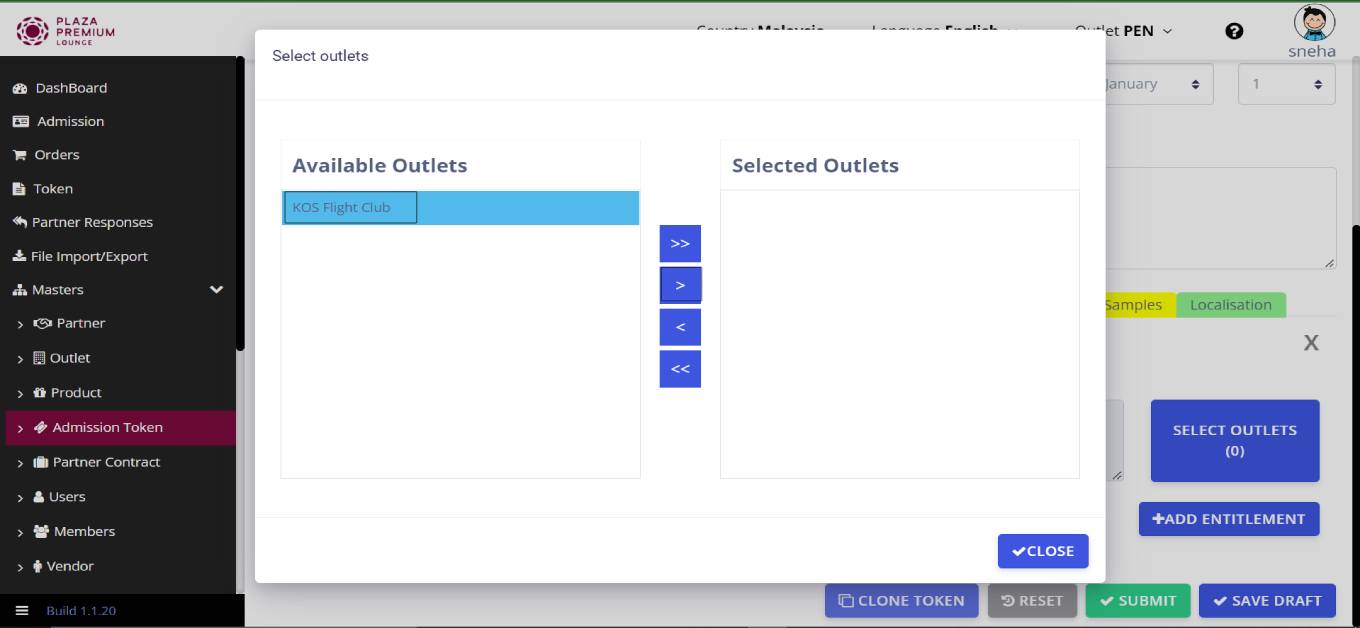 PLAZA
PREMIUM
LOUNGE
Country Malaysia
Language English
Outlet PEN
sneha
Select outlets
DashBoard
Admission
Orders
Token
Partner Responses
File Import/Export
Masters
Partner
Outlet
Product
Admission Token
Partner Contract
Users
Members
Vendor
Build 1.1.20
January
1
Available Outlets
Selected Outlets
KOS Flight Club
>>
>
<
<<
Samples
Localisation
X
SELECT OUTLETS
(0)
ADD ENTITLEMENT
CLOSE
CLONE TOKEN
RESET
SUBMIT
SAVE DRAFT